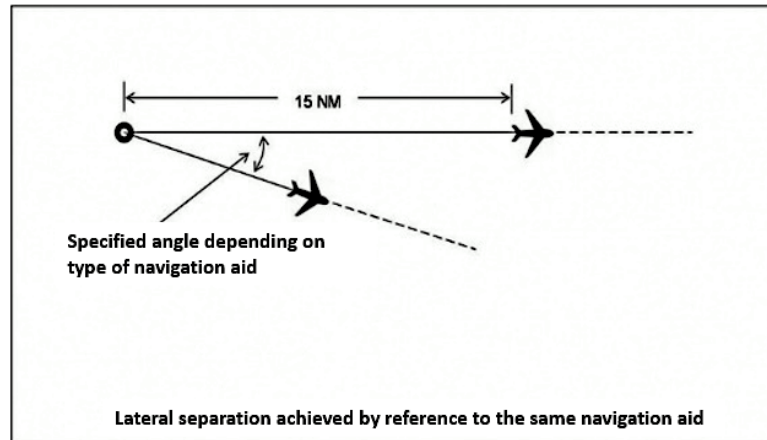 15 NM
Specified angle depending on
type of navigation aid
Lateral separation achieved by reference to the same navigation aid